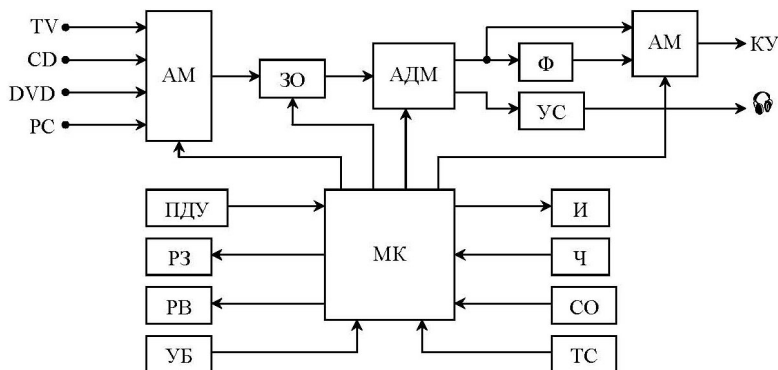 TV
CD
DVD
PC
АМ
ЗО
АДМ
Ф
УС
АМ
КУ
ПДУ
РЗ
РВ
УБ
МК
И
Ч
СО
ТС